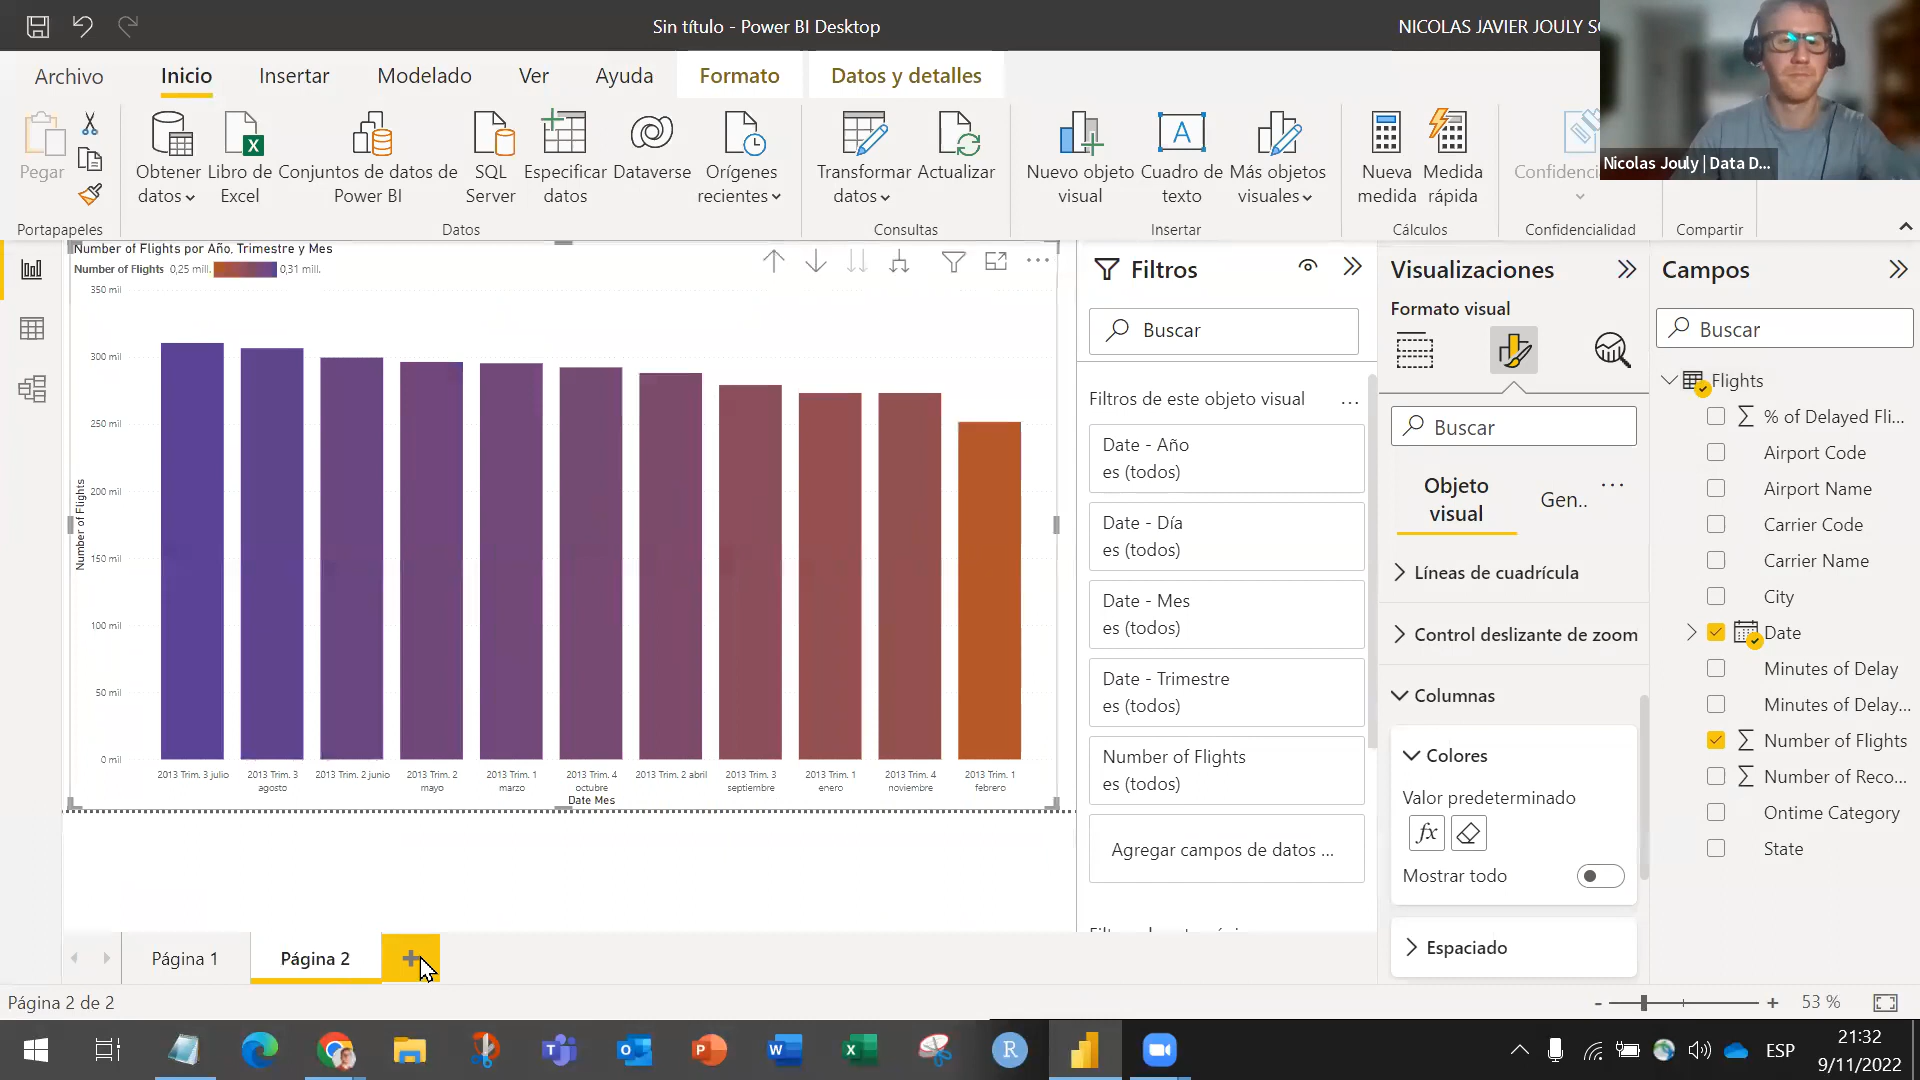 Sin título - Power BI Desktop
NICOLAS JAVIER JOULY
Archivo
Inicio
Insertar
Modelado
Ver
Ayuda
Formato
Datos y detalles
Pegar
Obtener datos
Libro de Excel
Conjuntos de datos de Power BI
SQL Server
Especificar datos
Dataverse
Orígenes recientes
Transformar datos
Actualizar
Nuevo objeto visual
Cuadro de texto
Más objetos visuales
Nueva medida
Medida rápida
Nicolas Jouly | Data D...
Portapapeles
Datos
Consultas
Insertar
Cálculos
Confidencialidad
Compartir
Number of Flights por Año, Trimestre y Mes
Number of Flights 0,25 mill. 0,31 mill.
350 mil
300 mil
250 mil
200 mil
150 mil
100 mil
50 mil
0 mil
Number of Flights
2013 Trim. 3 julio
2013 Trim. 3 agosto
2013 Trim. 2 junio
2013 Trim. 2 mayo
2013 Trim. 1 marzo
2013 Trim. 4 octubre
2013 Trim. 2 abril
2013 Trim. 3 septiembre
2013 Trim. 1 enero
2013 Trim. 4 noviembre
2013 Trim. 1 febrero
Date Mes
Filtros
Buscar
Filtros de este objeto visual
...
Date - Año
es (todos)
Date - Día
es (todos)
Date - Mes
es (todos)
Date - Trimestre
es (todos)
Number of Flights
es (todos)
Agregar campos de datos ...
Visualizaciones
Formato visual
Buscar
Objeto visual
Gen..
...
Líneas de cuadrícula
Control deslizante de zoom
Columnas
Colores
Valor predeterminado
fx
Mostrar todo
Espaciado
Campos
Buscar
Flights
% of Delayed Fli...
Airport Code
Airport Name
Carrier Code
Carrier Name
City
Date
Minutes of Delay
Minutes of Delay...
Number of Flights
Number of Reco...
Ontime Category
State
Página 1
Página 2
Página 2 de 2
- + 53 %
ESP
21:32
9/11/2022